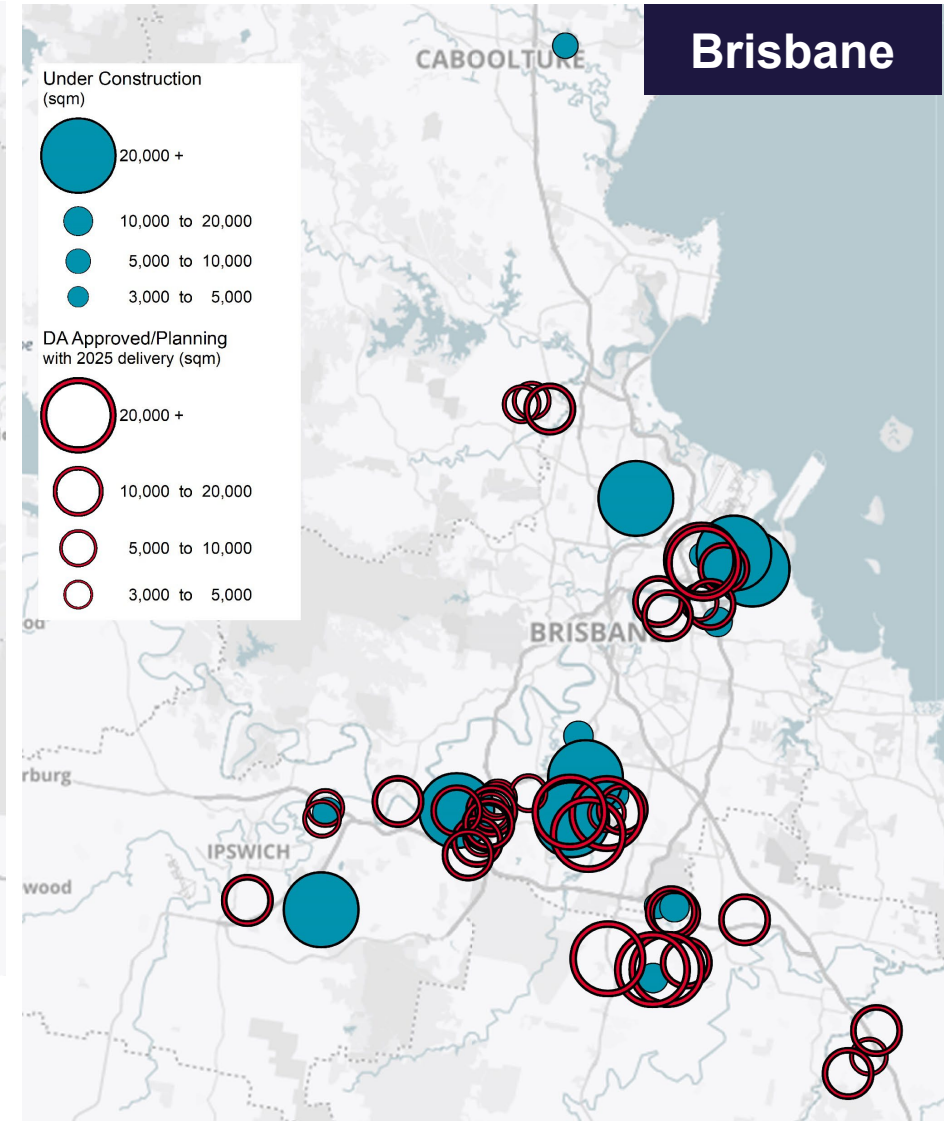 Brisbane
CABOOLTURE
Under Construction
(sqm)
20,000 +
10,000 to 20,000
5,000 to 10,000
3,000 to 5,000
DA Approved/Planning
with 2025 delivery (sqm)
20,000 +
10,000 to 20,000
5,000 to 10,000
3,000 to 5,000
od
BRISBAN
rburg
IPSWICH
wood